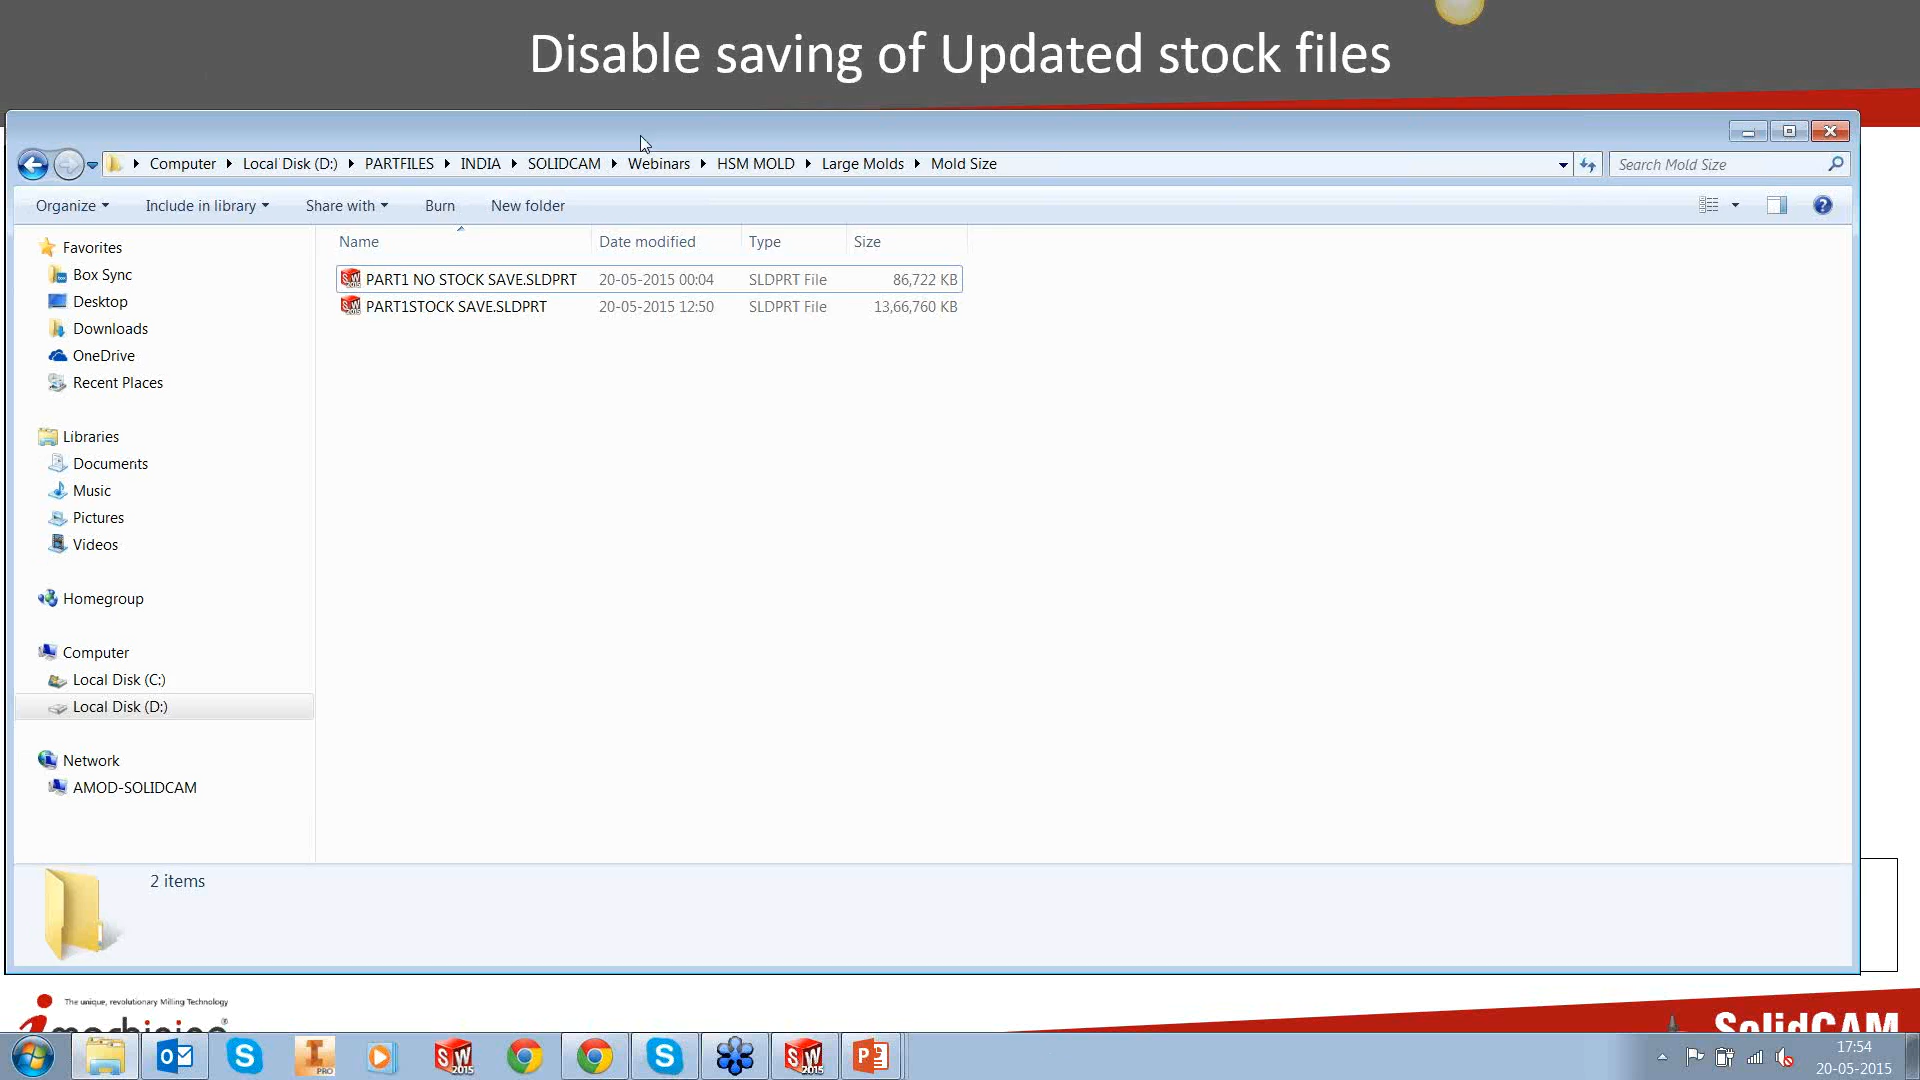 Disable saving of Updated stock files
Computer Local Disk (D:) PARTFILES INDIA SOLIDCAM Webinars HSM MOLD Large Molds Mold Size
Search Mold Size
Organize Include in library Share with Burn New folder
Name Date modified Type Size
PART1 NO STOCK SAVE.SLDPRT 20-05-2015 00:04 SLDPRT File 86,722 KB
PART1STOCK SAVE.SLDPRT 20-05-2015 12:50 SLDPRT File 13,66,760 KB
Favorites
Box Sync
Desktop
Downloads
OneDrive
Recent Places
Libraries
Documents
Music
Pictures
Videos
Homegroup
Computer
Local Disk (C:)
Local Disk (D:)
Network
AMOD-SOLIDCAM
2 items
The unique, revolutionary Milling Technology
imachining®
SolidCAM
17:54
20-05-2015